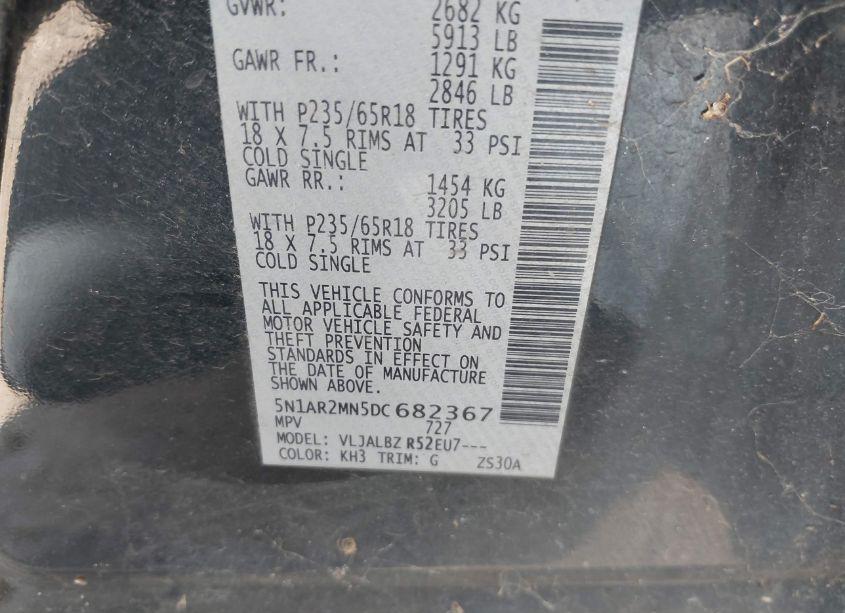 GVWR: 2682 KG
5913 LB
GAWR FR.: 1291 KG
2846 LB
WITH P235/65R18 TIRES
18 X 7.5 RIMS AT 33 PSI
COLD SINGLE
GAWR RR.: 1454 KG
3205 LB
WITH P235/65R18 TIRES
18 X 7.5 RIMS AT 33 PSI
COLD SINGLE
THIS VEHICLE CONFORMS TO
ALL APPLICABLE FEDERAL
MOTOR VEHICLE SAFETY AND
THEFT PREVENTION
STANDARDS IN EFFECT ON
THE DATE OF MANUFACTURE
SHOWN ABOVE.
5N1AR2MN5DC682367
MPV 727
MODEL: VLJALBZ R52EU7---
COLOR: KH3 TRIM: G ZS30A